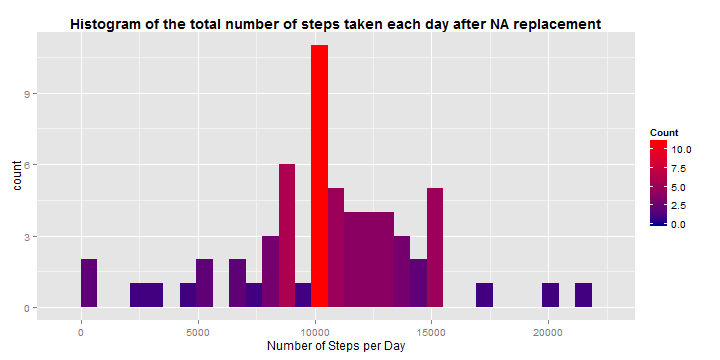 Histogram of the total number of steps taken each day after NA replacement
count
9
6
3
0
0 5000 10000 15000 20000
Number of Steps per Day
Count
10.0
7.5
5.0
2.5
0.0